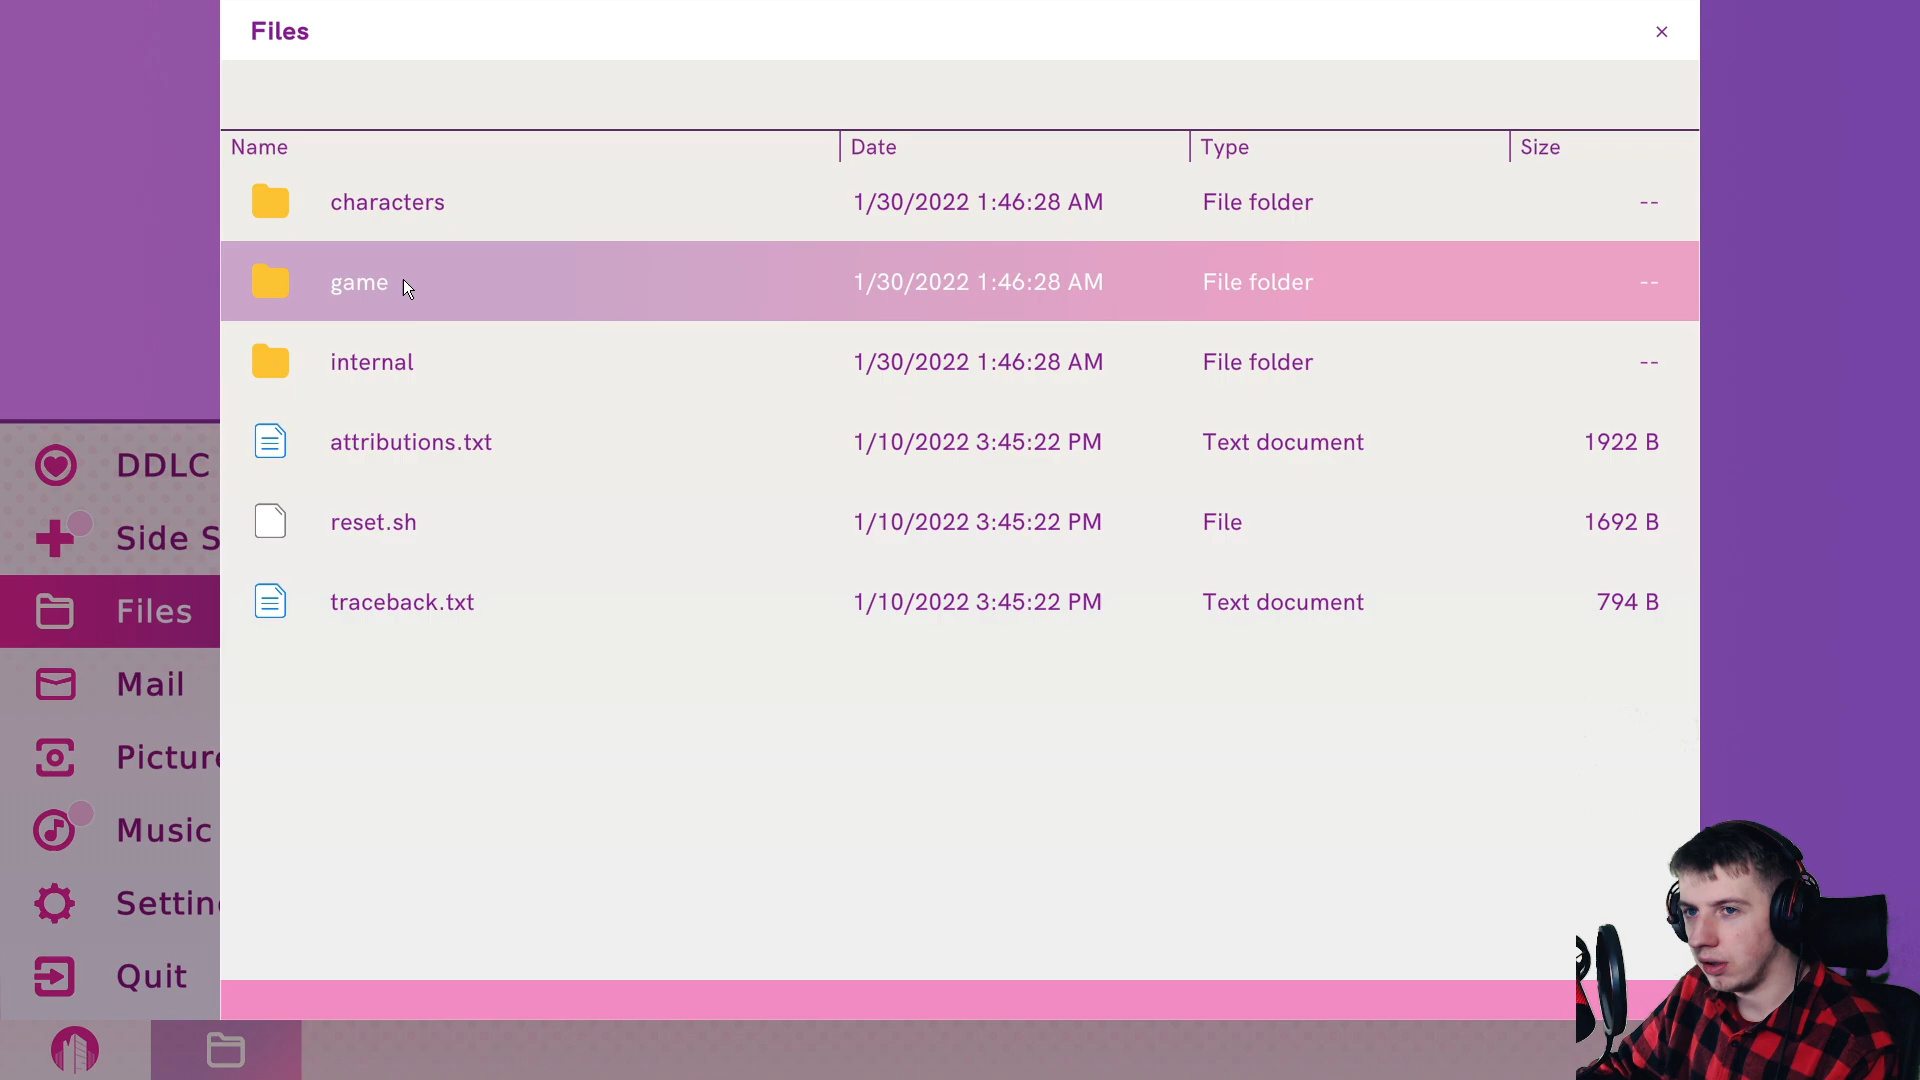 Files
Name Date Type Size
characters 1/30/2022 1:46:28 AM File folder --
game 1/30/2022 1:46:28 AM File folder --
internal 1/30/2022 1:46:28 AM File folder --
attributions.txt 1/10/2022 3:45:22 PM Text document 1922 B
reset.sh 1/10/2022 3:45:22 PM File 1692 B
traceback.txt 1/10/2022 3:45:22 PM Text document 794 B
DDLC
Side S
Files
Mail
Picture
Music
Settin
Quit